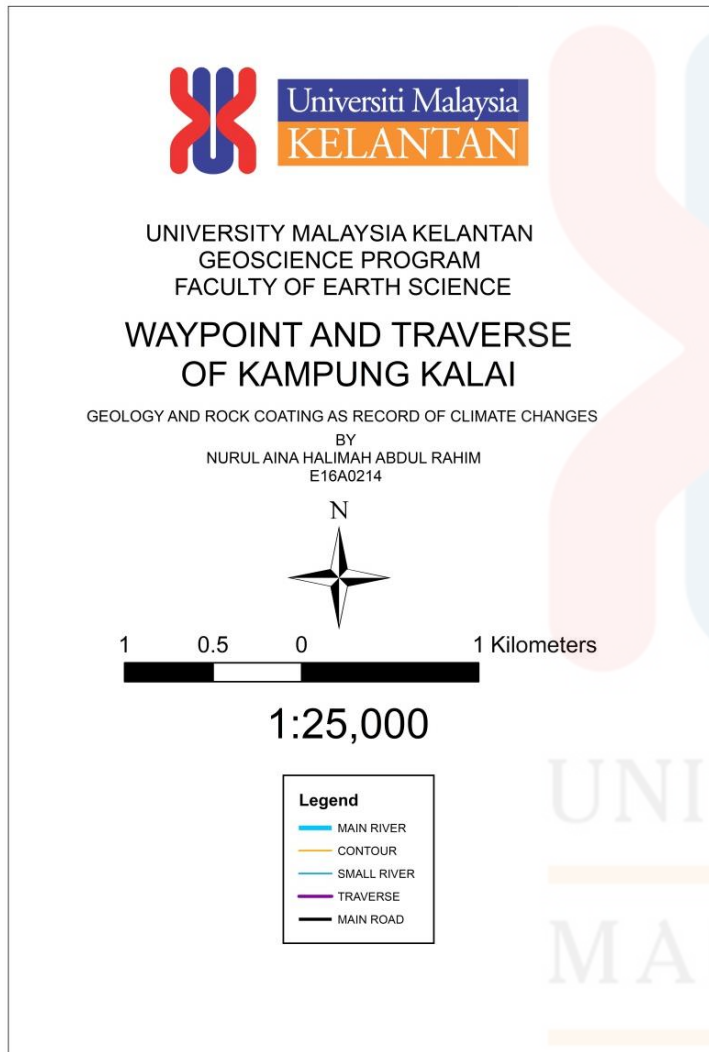 Universiti Malaysia
KELANTAN
UNIVERSITY MALAYSIA KELANTAN
GEOSCIENCE PROGRAM
FACULTY OF EARTH SCIENCE
WAYPOINT AND TRAVERSE
OF KAMPUNG KALAI
GEOLOGY AND ROCK COATING AS RECORD OF CLIMATE CHANGES
BY
NURUL AINA HALIMAH ABDUL RAHIM
E16A0214
N
1 0.5 0 1 Kilometers
1:25,000
Legend
MAIN RIVER
CONTOUR
SMALL RIVER
TRAVERSE
MAIN ROAD
UNI
MA